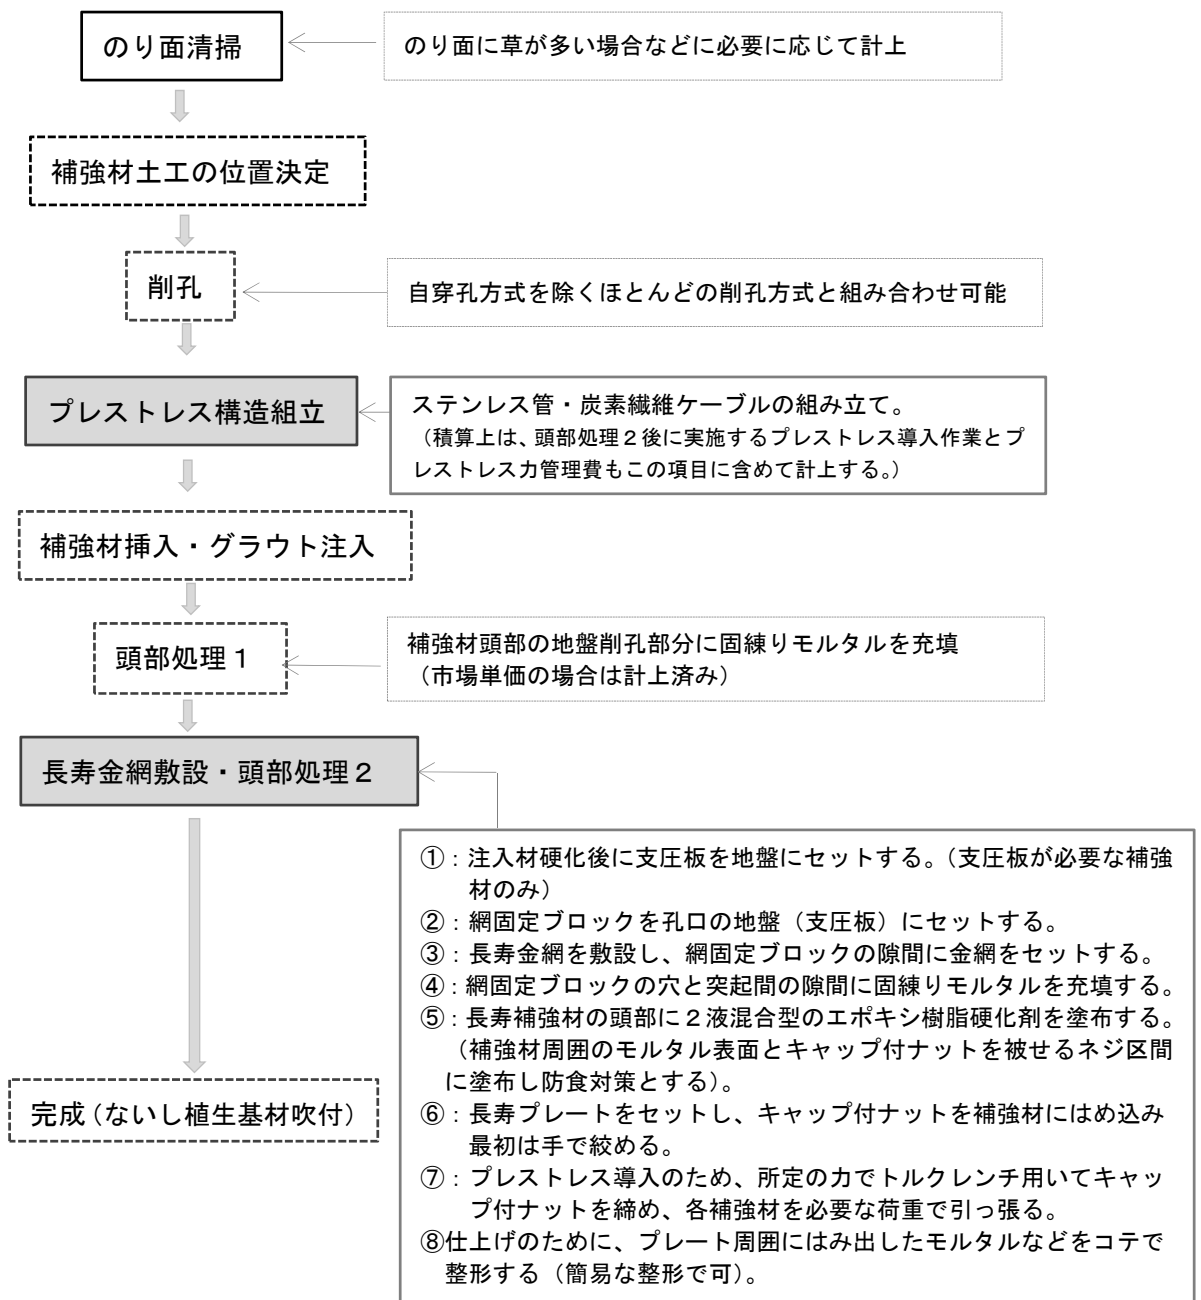 のり面清掃
のり面に草が多い場合などに必要に応じて計上
補強材土工の位置決定
削孔
自穿孔方式を除くほとんどの削孔方式と組み合わせ可能
プレストレス構造組立
ステンレス管・炭素繊維ケーブルの組み立て。
（積算上は、頭部処理２後に実施するプレストレス導入作業とプ
レストレス力管理費もこの項目に含めて計上する。）
補強材挿入・グラウト注入
頭部処理１
補強材頭部の地盤削孔部分に固練りモルタルを充填
（市場単価の場合は計上済み）
長寿金網敷設・頭部処理２
①：注入材硬化後に支圧板を地盤にセットする。（支圧板が必要な補強
材のみ）
②：網固定ブロックを孔口の地盤（支圧板）にセットする。
③：長寿金網を敷設し、網固定ブロックの隙間に金網をセットする。
④：網固定ブロックの穴と突起間の隙間に固練りモルタルを充填する。
⑤：長寿補強材の頭部に２液混合型のエポキシ樹脂硬化剤を塗布する。
（補強材周囲のモルタル表面とキャップ付ナットを被せるネジ区間
に塗布し防食対策とする）。
⑥：長寿プレートをセットし、キャップ付ナットを補強材にはめ込み
最初は手で絞める。
⑦：プレストレス導入のため、所定の力でトルクレンチ用いてキャッ
プ付ナットを締め、各補強材を必要な荷重で引っ張る。
⑧仕上げのために、プレート周囲にはみ出したモルタルなどをコテで
整形する（簡易な整形で可）。
完成（ないし植生基材吹付）